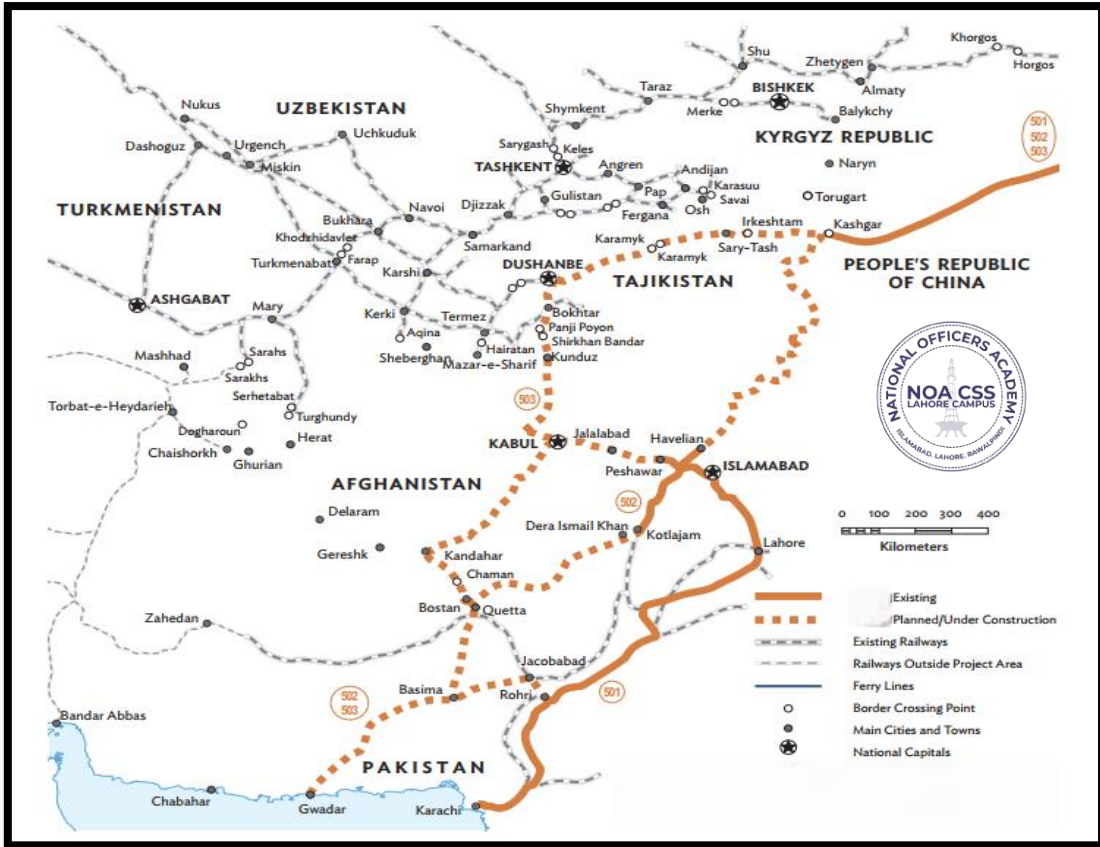 Khorgos
Shu
Zhetygen
Horgos
Taraz
BISHKEK
Almaty
Nukus
UZBEKISTAN
Shymkent
Merke
Balykchy
501
502
503
Uchkuduk
KYRGYZ REPUBLIC
Dashoguz
Urgench
Sarygash
Keles
Miskin
TASHKENT
Angren
Andijan
Naryn
Karasuu
Savai
Gulistan
Pap
Torugart
TURKMENISTAN
Navoi
Djizzak
Bukhara
Fergana
Osh
Irkeshtam
Kashgar
Khodzhidavlet
Farap
Samarkand
Karamyk
Karamyk
Sary-Tash
Turkmenabat
Karshi
DUSHANBE
TAJIKISTAN
PEOPLE'S REPUBLIC
OF CHINA
ASHGABAT
Mary
Kerki
Termez
Bokhtar
Panji Poyon
Shirkhan Bandar
Aqina
Hairatan
Kunduz
Sheberghan
Mazar-e-Sharif
Mashhad
Sarahs
Sarakhs
Serhetabat
503
NATIONAL OFFICERS ACADEMY
NOA CSS
LAHORE CAMPUS
ISLAMABAD, LAHORE, RAWALPINDI
Torbat-e-Heydarieh
Turghundy
Dogharoun
Herat
KABUL
Jalalabad
Havelian
Chaishorkh
Ghurian
Peshawar
ISLAMABAD
AFGHANISTAN
502
Delaram
Dera Ismail Khan
Kotlajam
0 100 200 300 400
Kilometers
Gereshk
Kandahar
Lahore
Chaman
Bostan
Quetta
Zahedan
Existing
Planned/Under Construction
Existing Railways
Railways Outside Project Area
Ferry Lines
Border Crossing Point
Main Cities and Towns
National Capitals
Jacobabad
Basima
Rohri
501
502
503
Bandar Abbas
PAKISTAN
Chabahar
Gwadar
Karachi